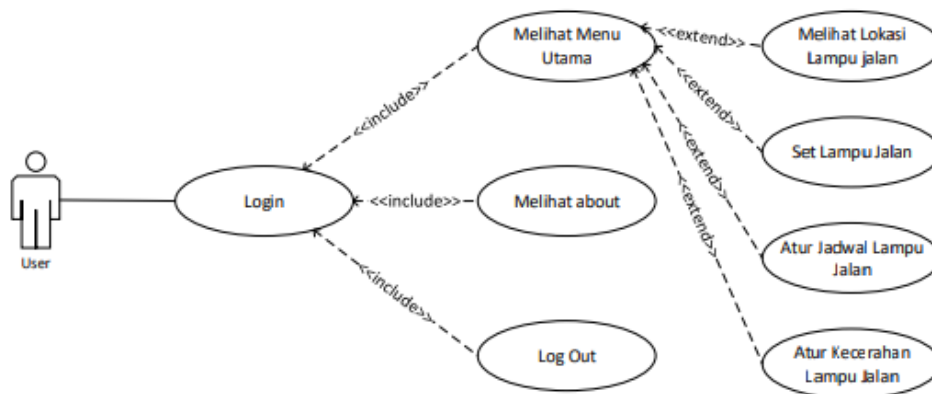 Melihat Menu
Utama
<<extend>>
Melihat Lokasi
Lampu jalan
<<include>>
<<extend>>
Set Lampu Jalan
Login
<<include>>
Melihat about
<<extend>>
<<extend>>
User
Atur Jadwal Lampu
Jalan
<<include>>
Log Out
Atur Kecerahan
Lampu Jalan